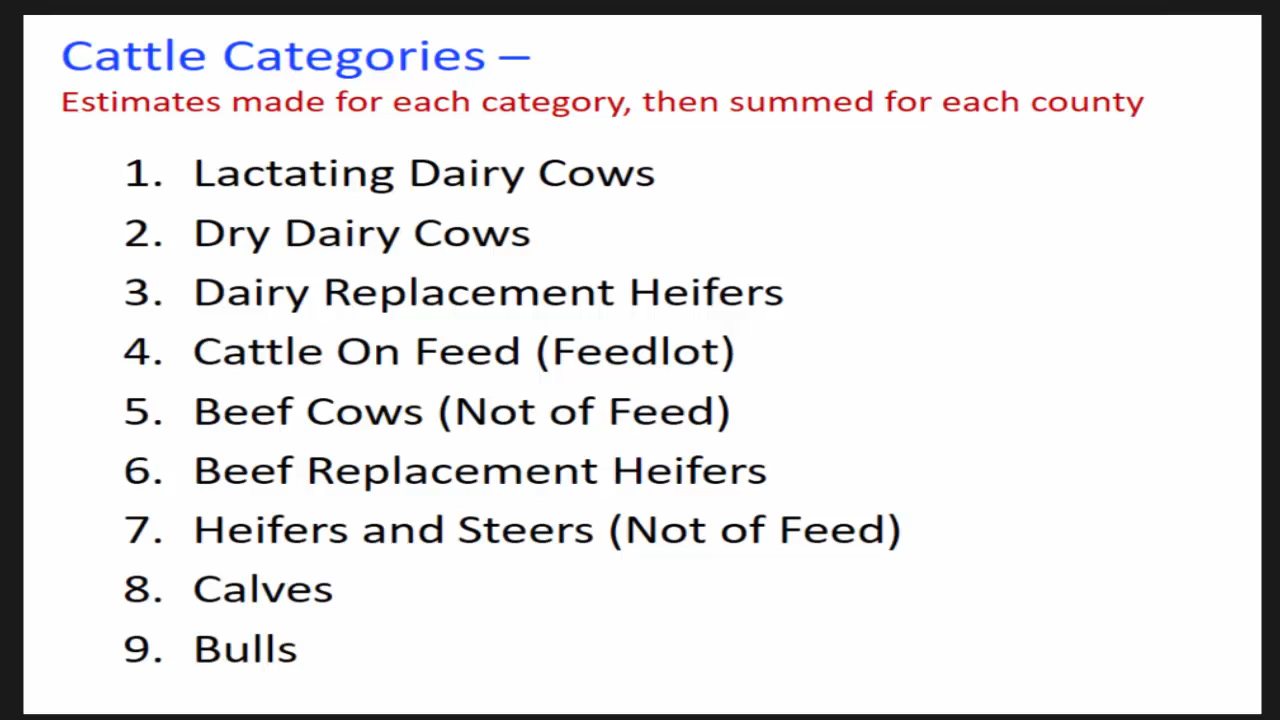 Cattle Categories –
Estimates made for each category, then summed for each county
1. Lactating Dairy Cows
2. Dry Dairy Cows
3. Dairy Replacement Heifers
4. Cattle On Feed (Feedlot)
5. Beef Cows (Not of Feed)
6. Beef Replacement Heifers
7. Heifers and Steers (Not of Feed)
8. Calves
9. Bulls